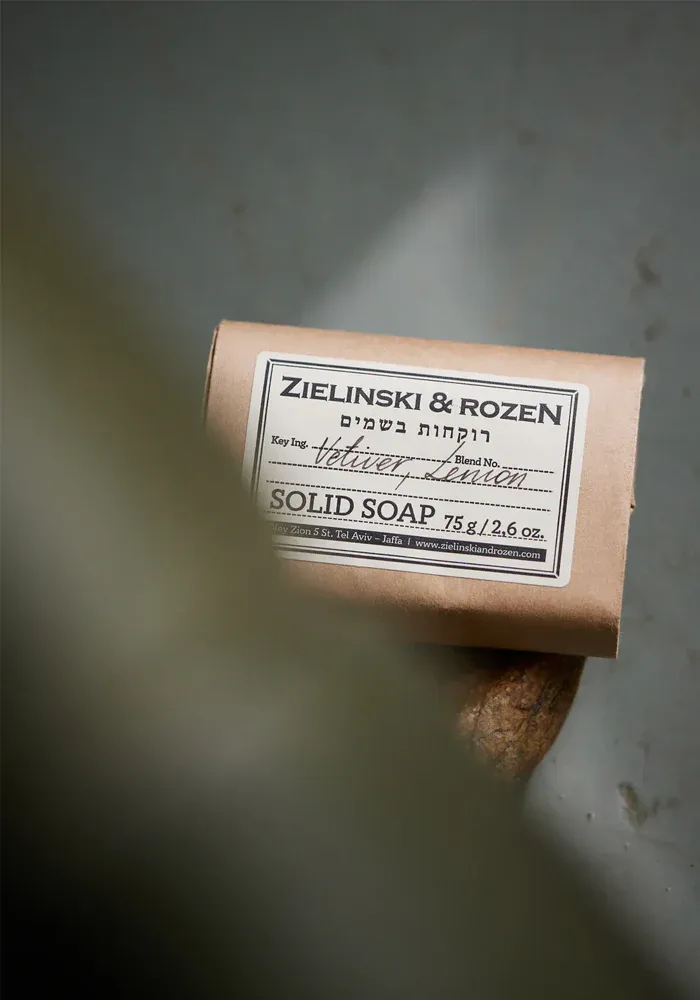 ZIELINSKI & ROZEN
רוקחות בשמים
Key Ing. Vetiver, Lemon Blend No.
SOLID SOAP 75 g / 2,6 oz.
Zion 5 St. Tel Aviv – Jaffa | www.zielinskiandrozen.com